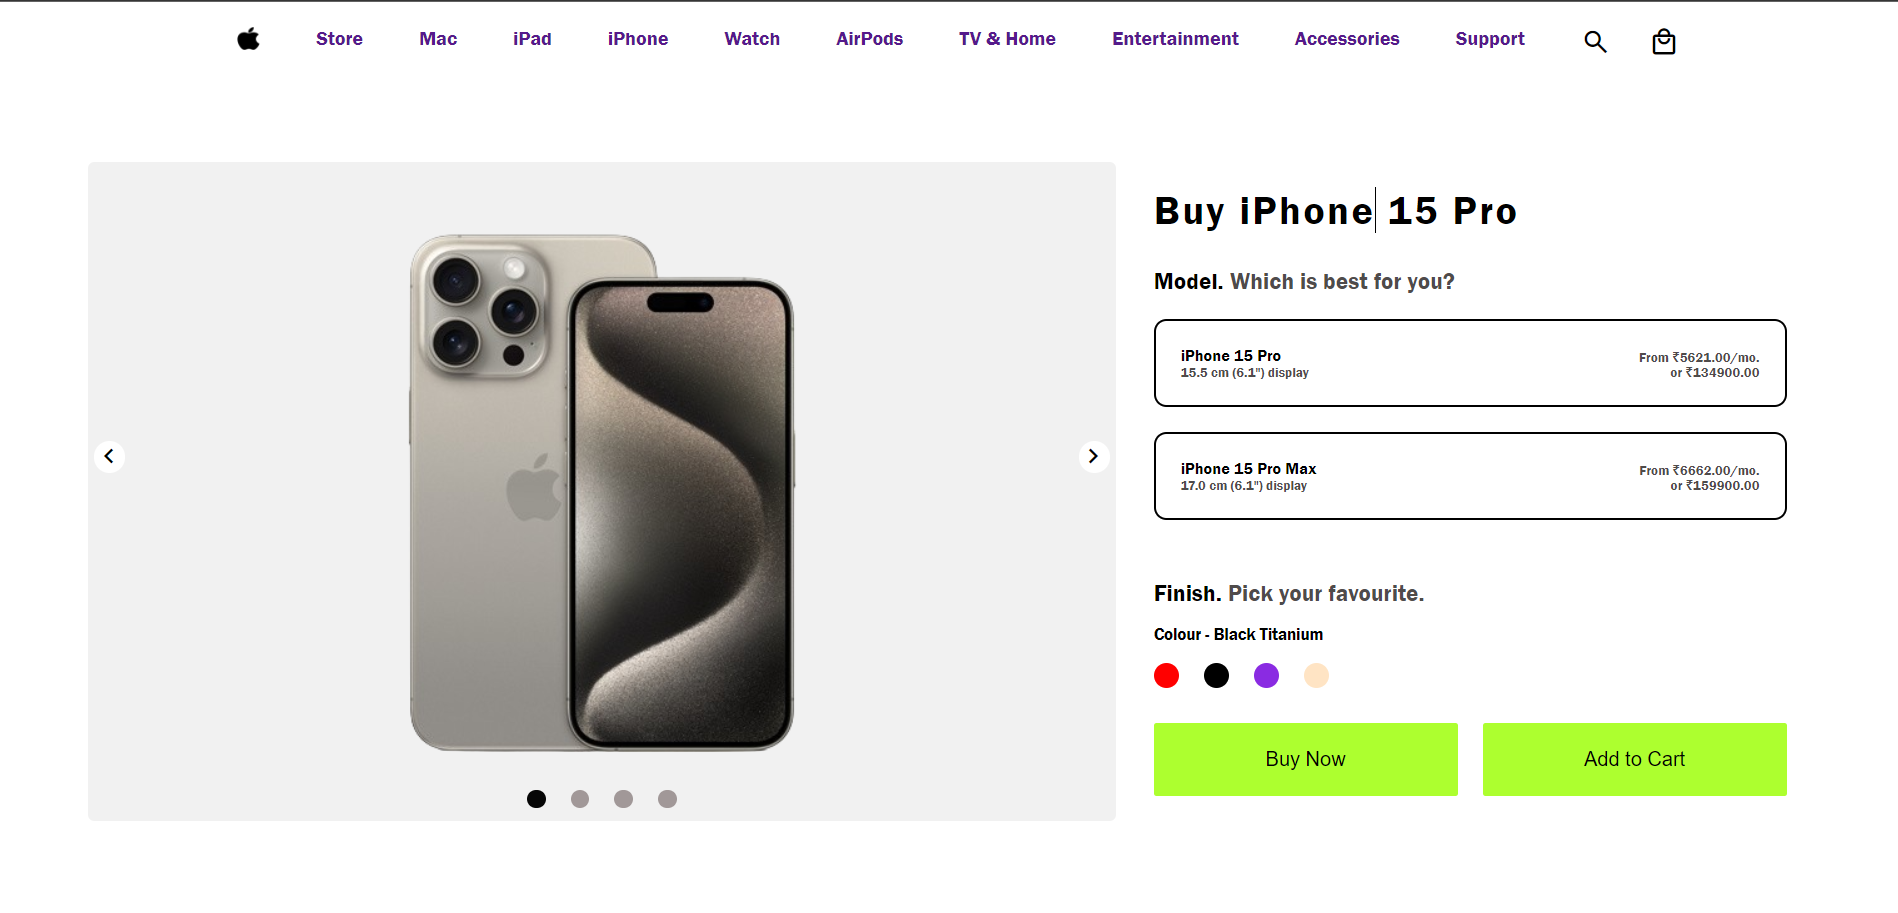 Store Mac iPad iPhone Watch AirPods TV & Home Entertainment Accessories Support
Buy iPhone 15 Pro
Model. Which is best for you?
iPhone 15 Pro
15.5 cm (6.1") display
From ₹5621.00/mo.
or ₹134900.00
iPhone 15 Pro Max
17.0 cm (6.1") display
From ₹6662.00/mo.
or ₹159900.00
Finish. Pick your favourite.
Colour - Black Titanium
Buy Now
Add to Cart